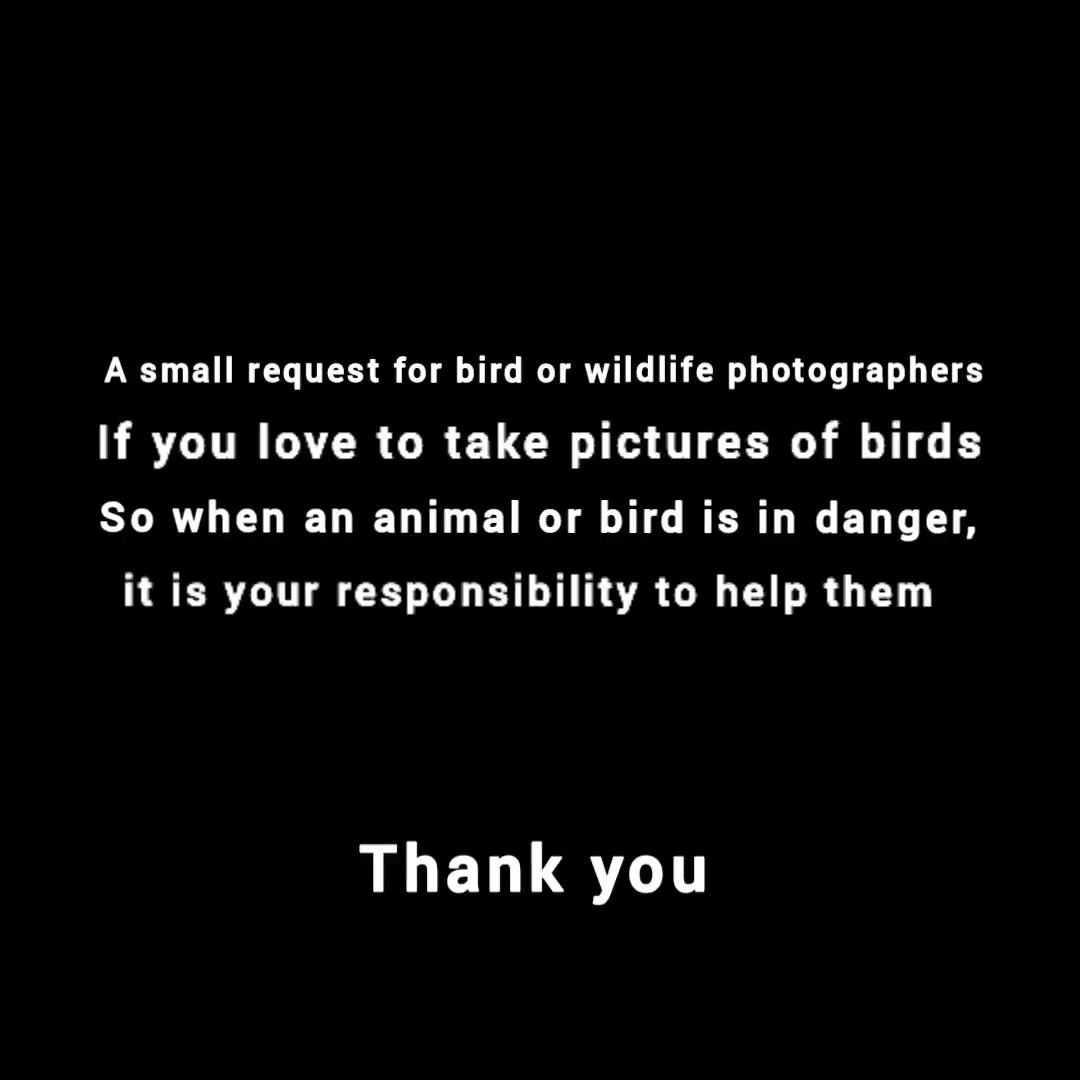 A small request for bird or wildlife photographers
If you love to take pictures of birds
So when an animal or bird is in danger,
it is your responsibility to help them
Thank you